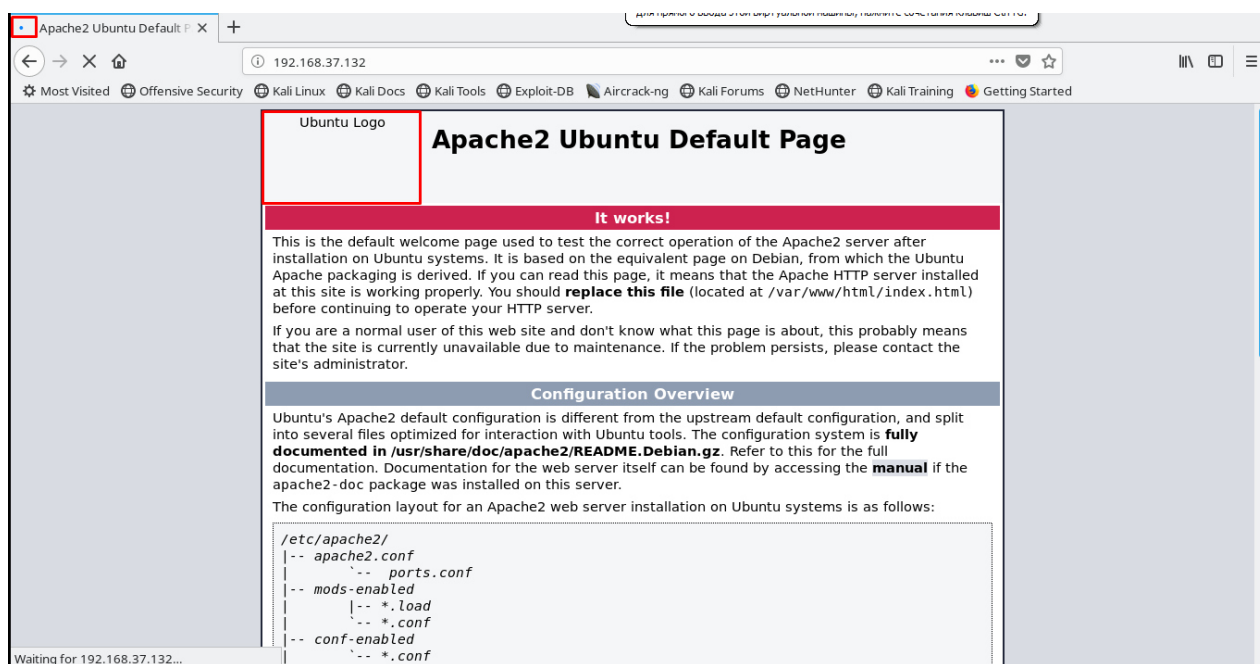 Для прямого ввода этой виртуальной машины, нажмите сочетания клавиш Ctrl+G.
Apache2 Ubuntu Default P
192.168.37.132
Most Visited Offensive Security Kali Linux Kali Docs Kali Tools Exploit-DB Aircrack-ng Kali Forums NetHunter Kali Training Getting Started
Ubuntu Logo
Apache2 Ubuntu Default Page
It works!
This is the default welcome page used to test the correct operation of the Apache2 server after
installation on Ubuntu systems. It is based on the equivalent page on Debian, from which the Ubuntu
Apache packaging is derived. If you can read this page, it means that the Apache HTTP server installed
at this site is working properly. You should replace this file (located at /var/www/html/index.html)
before continuing to operate your HTTP server.
If you are a normal user of this web site and don't know what this page is about, this probably means
that the site is currently unavailable due to maintenance. If the problem persists, please contact the
site's administrator.
Configuration Overview
Ubuntu's Apache2 default configuration is different from the upstream default configuration, and split
into several files optimized for interaction with Ubuntu tools. The configuration system is fully
documented in /usr/share/doc/apache2/README.Debian.gz. Refer to this for the full
documentation. Documentation for the web server itself can be found by accessing the manual if the
apache2-doc package was installed on this server.
The configuration layout for an Apache2 web server installation on Ubuntu systems is as follows:
/etc/apache2/
|-- apache2.conf
|       `--  ports.conf
|-- mods-enabled
|       |-- *.load
|       `-- *.conf
|-- conf-enabled
|       `-- *.conf
Waiting for 192.168.37.132...